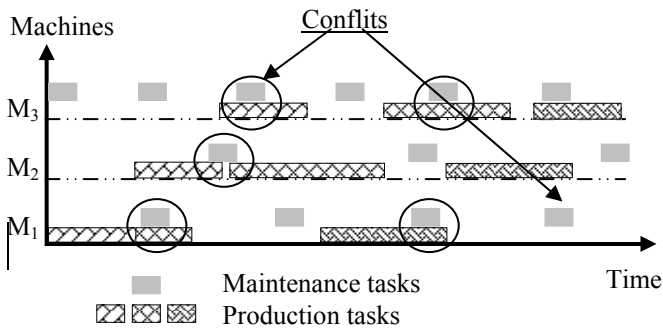 Conflits
Machines
M3
M2
M1
Time
Maintenance tasks
Production tasks